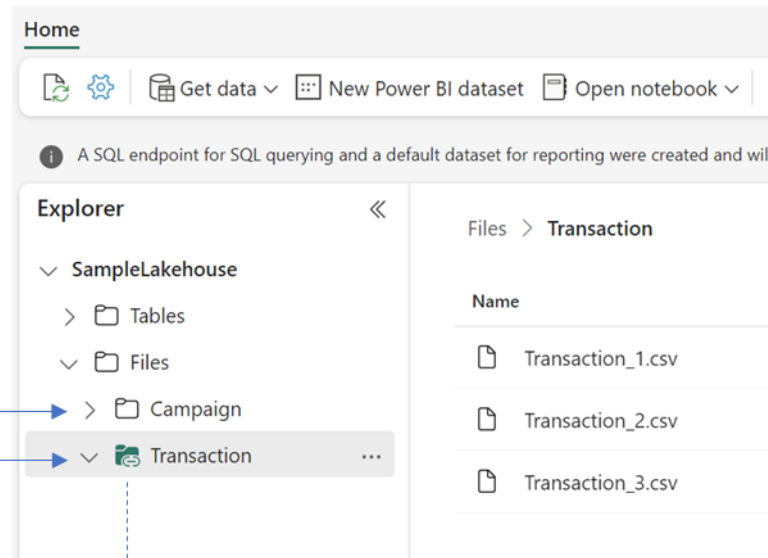 Home
Get data New Power BI dataset Open notebook
A SQL endpoint for SQL querying and a default dataset for reporting were created and wil
Explorer
Files > Transaction
SampleLakehouse
Name
Tables
Transaction_1.csv
Files
Campaign
Transaction_2.csv
Transaction ...
Transaction_3.csv